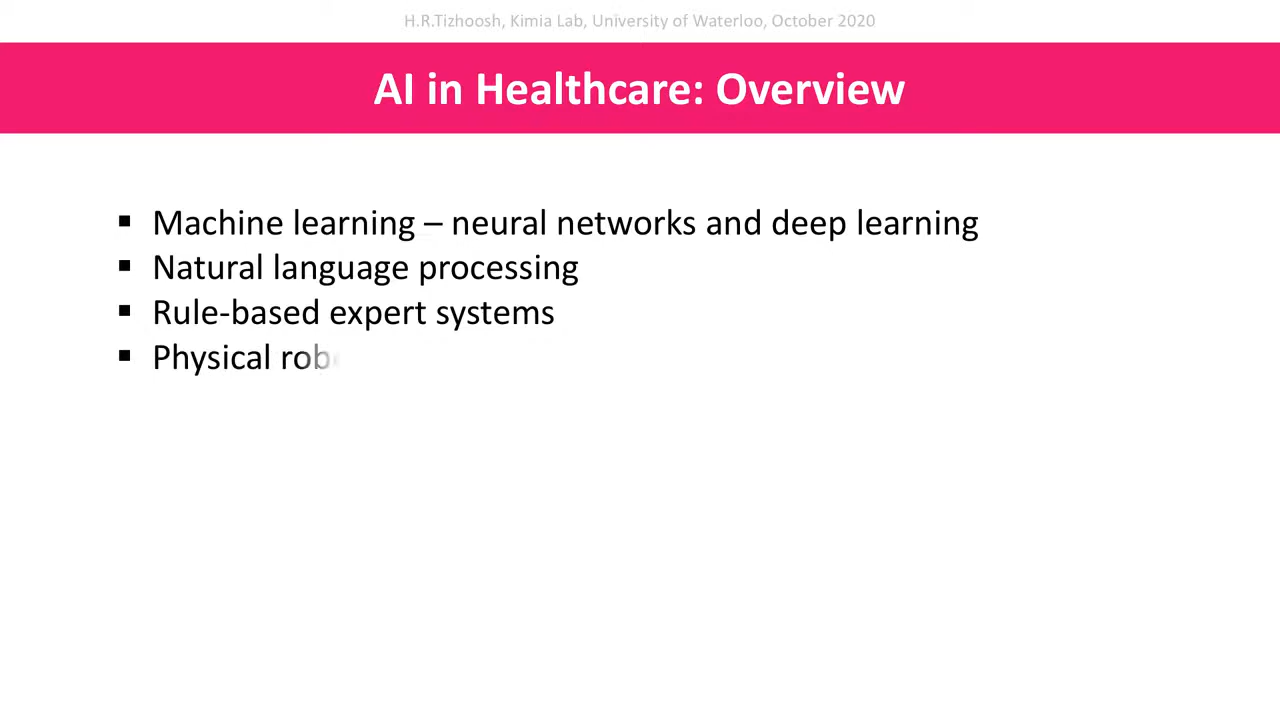 H.R.Tizhoosh, Kimia Lab, University of Waterloo, October 2020
AI in Healthcare: Overview
▪ Machine learning – neural networks and deep learning
▪ Natural language processing
▪ Rule-based expert systems
▪ Physical